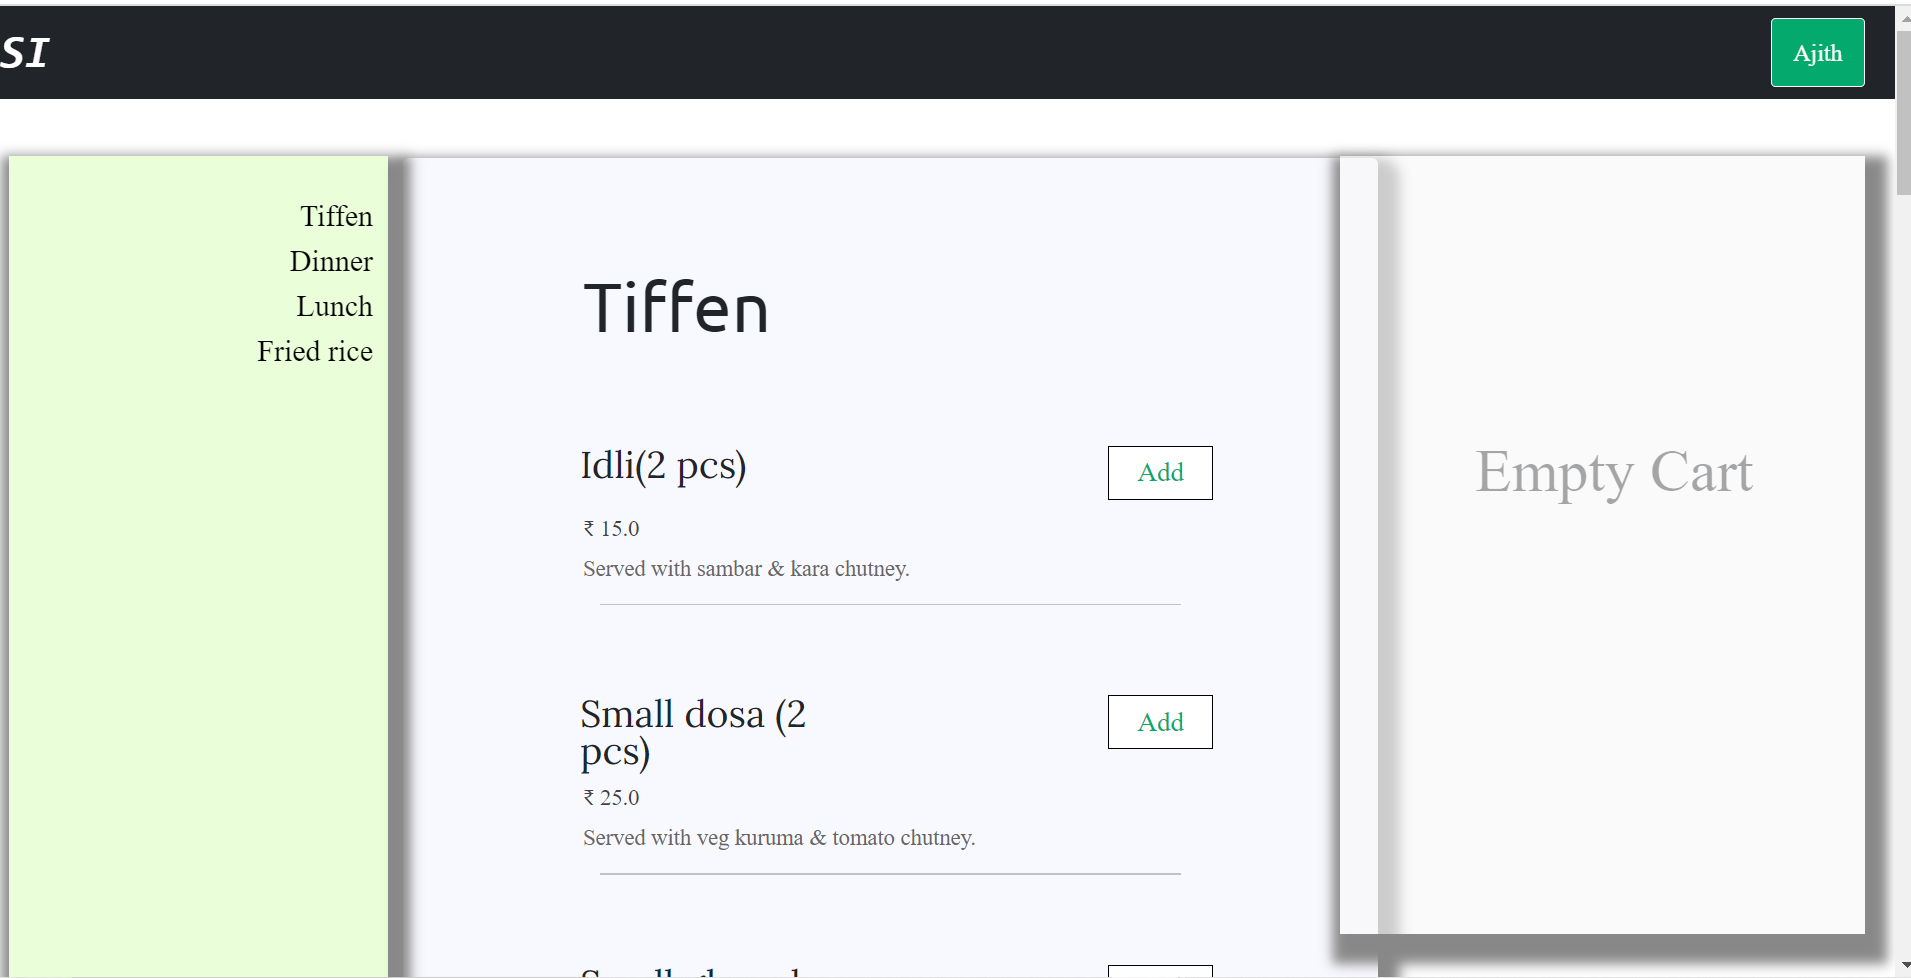 SI
Ajith
Tiffen
Dinner
Lunch
Fried rice
Tiffen
Idli(2 pcs)
Add
₹ 15.0
Served with sambar & kara chutney.
Small dosa (2
pcs)
Add
₹ 25.0
Served with veg kuruma & tomato chutney.
Empty Cart